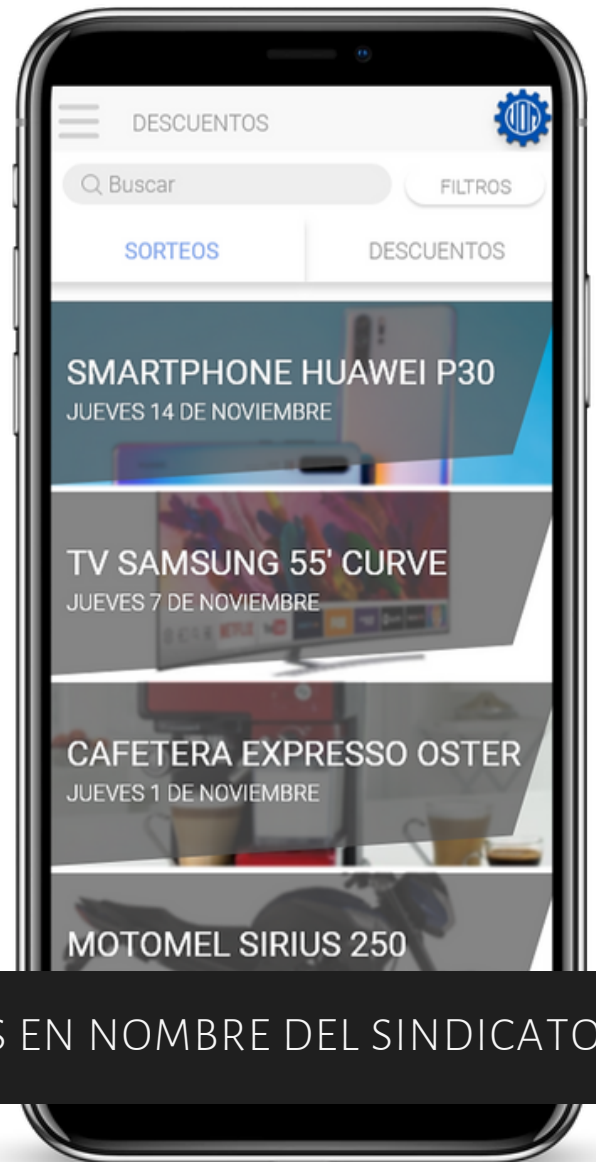 DESCUENTOS
Buscar
FILTROS
SORTEOS
DESCUENTOS
SMARTPHONE HUAWEI P30
JUEVES 14 DE NOVIEMBRE
TV SAMSUNG 55' CURVE
JUEVES 7 DE NOVIEMBRE
NETFLIX
CAFETERA EXPRESSO OSTER
JUEVES 1 DE NOVIEMBRE
MOTOMEL SIRIUS 250
S EN NOMBRE DEL SINDICATO